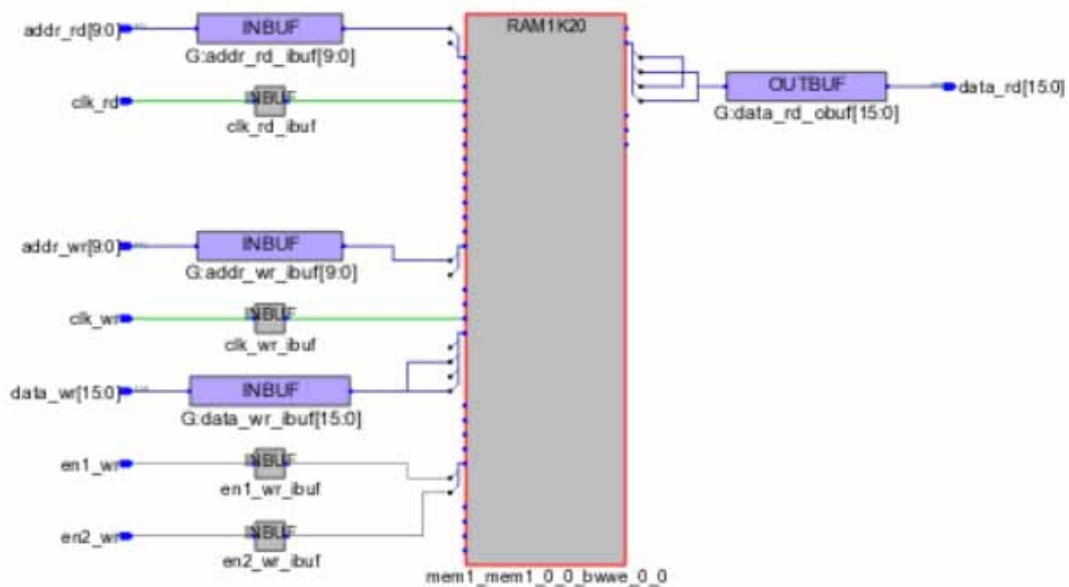 addr_rd[9:0]
INBUF
G:addr_rd_ibuf[9:0]
clk_rd
INBUF
clk_rd_ibuf
RAM1K20
OUTBUF
G:data_rd_obuf[15:0]
data_rd[15:0]
addr_wr[9:0]
INBUF
G:addr_wr_ibuf[9:0]
clk_wr
INBUF
clk_wr_ibuf
data_wr[15:0]
INBUF
G:data_wr_ibuf[15:0]
en1_wr
INBUF
en1_wr_ibuf
en2_wr
INBUF
en2_wr_ibuf
mem1_mem1_0_0_bwwe_0_0